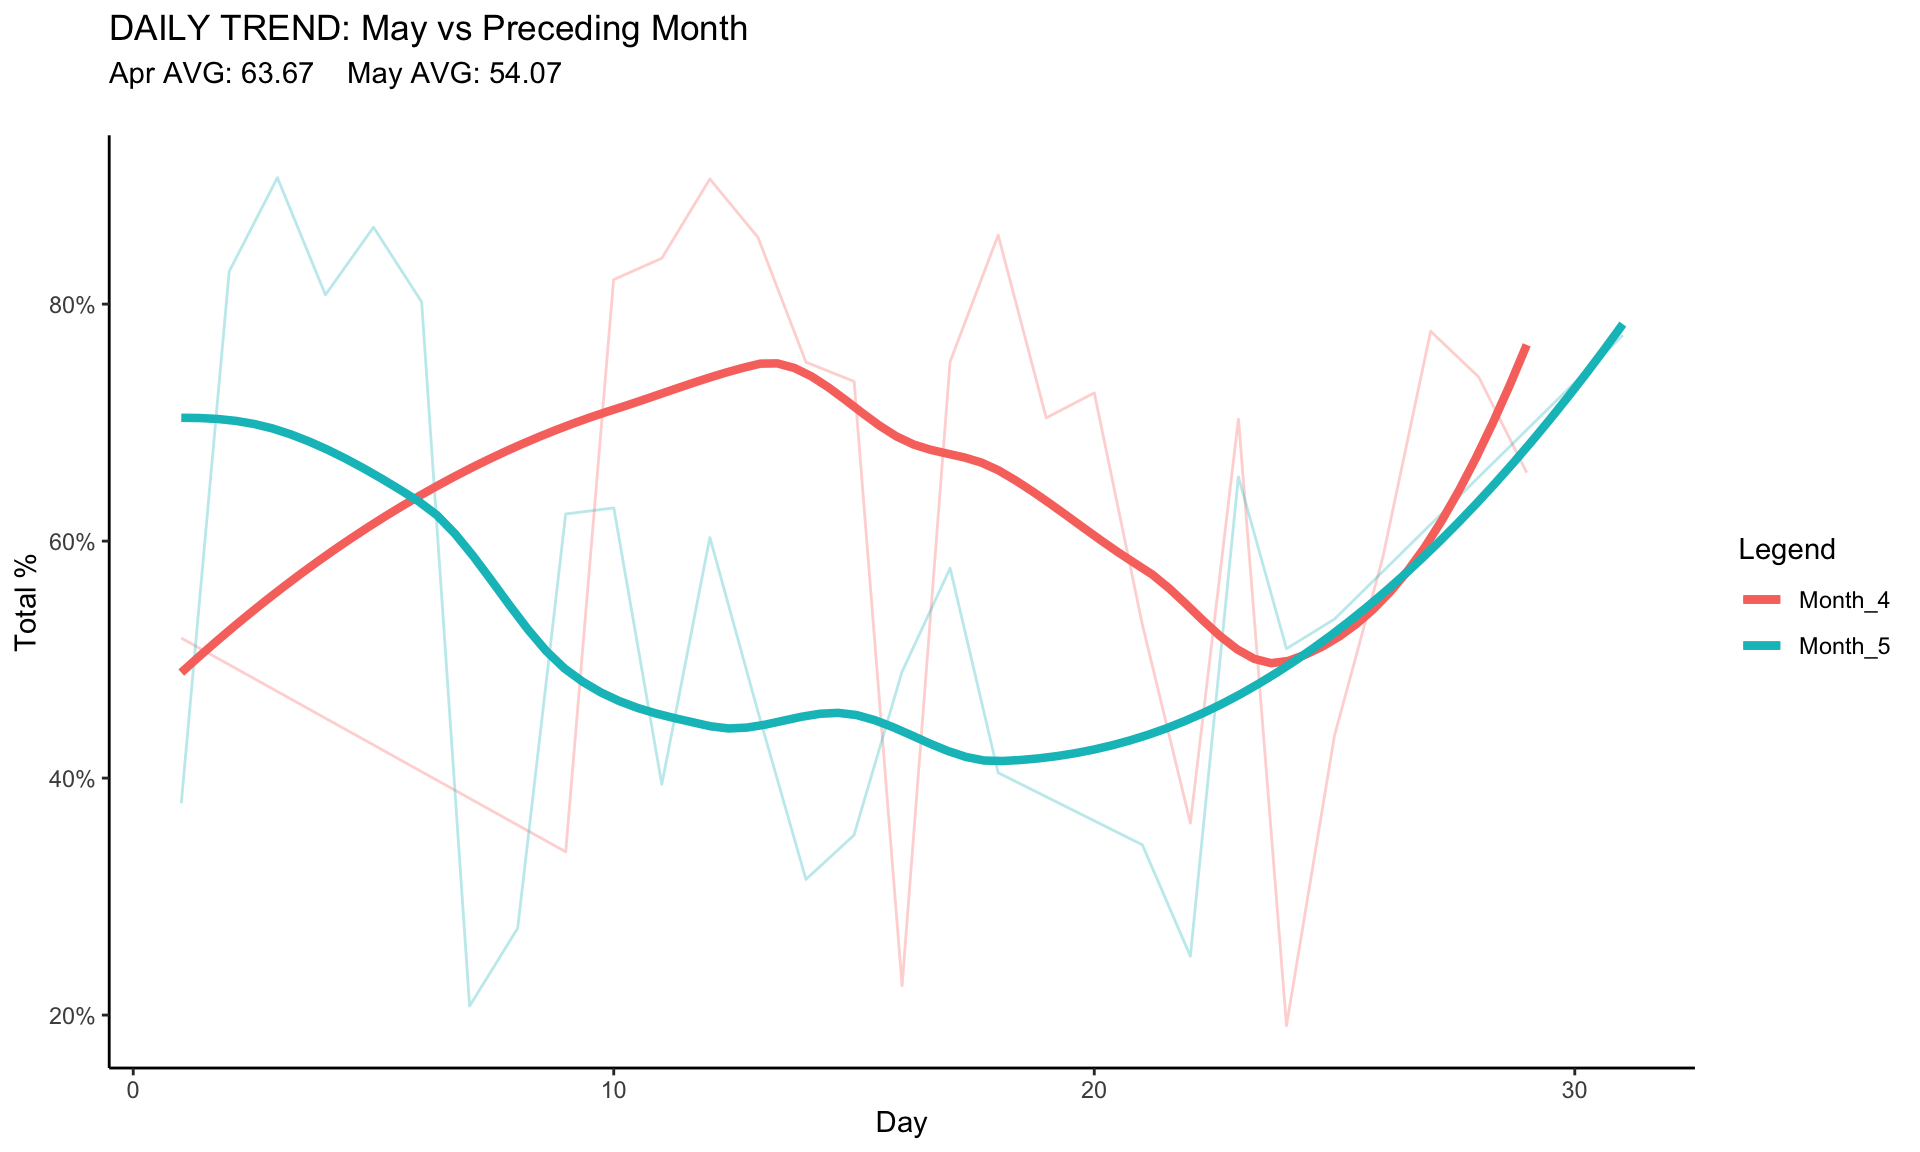 DAILY TREND: May vs Preceding Month
Apr AVG: 63.67    May AVG: 54.07
80%
60%
40%
20%
Total %
0 10 20 30
Day
Legend
Month_4
Month_5